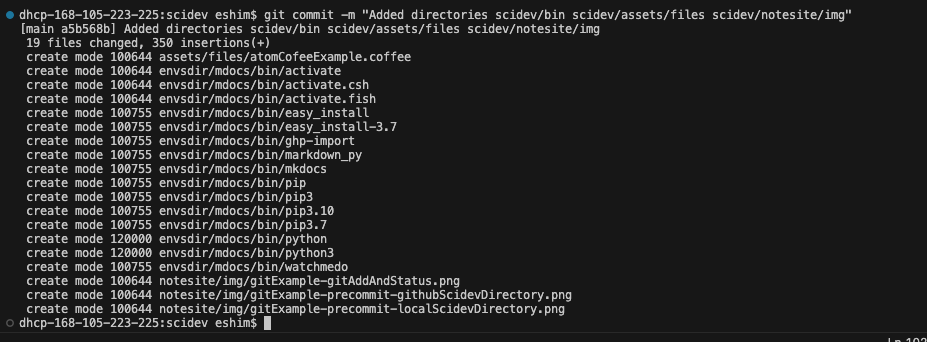 dhcp-168-105-223-225:scidev eshim$ git commit -m "Added directories scidev/bin scidev/assets/files scidev/notesite/img"
[main a5b568b] Added directories scidev/bin scidev/assets/files scidev/notesite/img
19 files changed, 350 insertions(+)
create mode 100644 assets/files/atomCofeeExample.coffee
create mode 100644 envsdir/mdocs/bin/activate
create mode 100644 envsdir/mdocs/bin/activate.csh
create mode 100644 envsdir/mdocs/bin/activate.fish
create mode 100755 envsdir/mdocs/bin/easy_install
create mode 100755 envsdir/mdocs/bin/easy_install-3.7
create mode 100755 envsdir/mdocs/bin/ghp-import
create mode 100755 envsdir/mdocs/bin/markdown_py
create mode 100755 envsdir/mdocs/bin/mkdocs
create mode 100755 envsdir/mdocs/bin/pip
create mode 100755 envsdir/mdocs/bin/pip3
create mode 100755 envsdir/mdocs/bin/pip3.10
create mode 100755 envsdir/mdocs/bin/pip3.7
create mode 120000 envsdir/mdocs/bin/python
create mode 120000 envsdir/mdocs/bin/python3
create mode 100755 envsdir/mdocs/bin/watchmedo
create mode 100644 notesite/img/gitExample-gitAddAndStatus.png
create mode 100644 notesite/img/gitExample-precommit-githubScidevDirectory.png
create mode 100644 notesite/img/gitExample-precommit-localScidevDirectory.png
dhcp-168-105-223-225:scidev eshim$